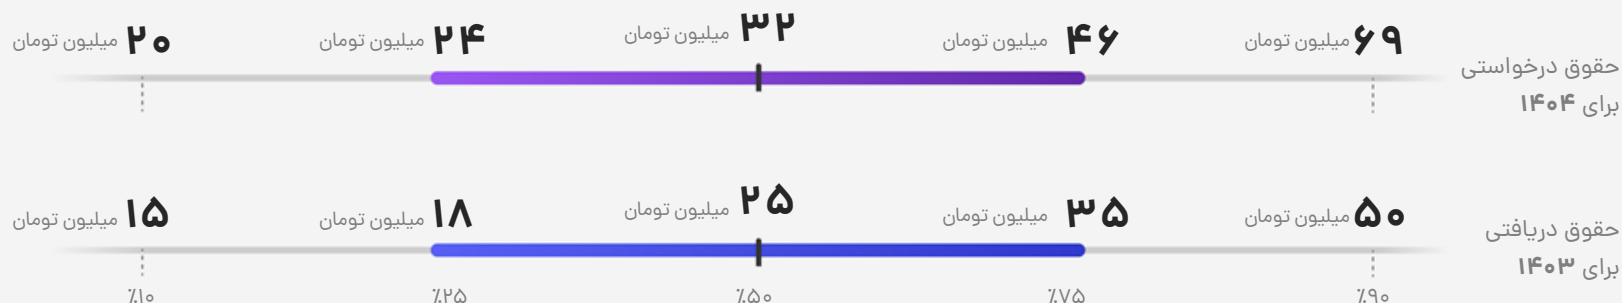 ۶۹ میلیون تومان
۴۶ میلیون تومان
۳۲ میلیون تومان
۲۴ میلیون تومان
۲۰ میلیون تومان
حقوق درخواستی
برای ۱۴۰۴
۵۰ میلیون تومان
۳۵ میلیون تومان
۲۵ میلیون تومان
۱۸ میلیون تومان
۱۵ میلیون تومان
حقوق دریافتی
برای ۱۴۰۳
٪۹۰ ٪۷۵ ٪۵۰ ٪۲۵ ٪۱۰